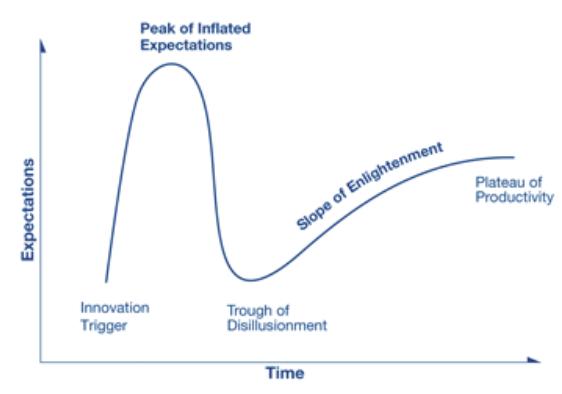 Peak of Inflated
Expectations
Expectations
Slope of Enlightenment
Plateau of
Productivity
Innovation
Trigger
Trough of
Disillusionment
Time